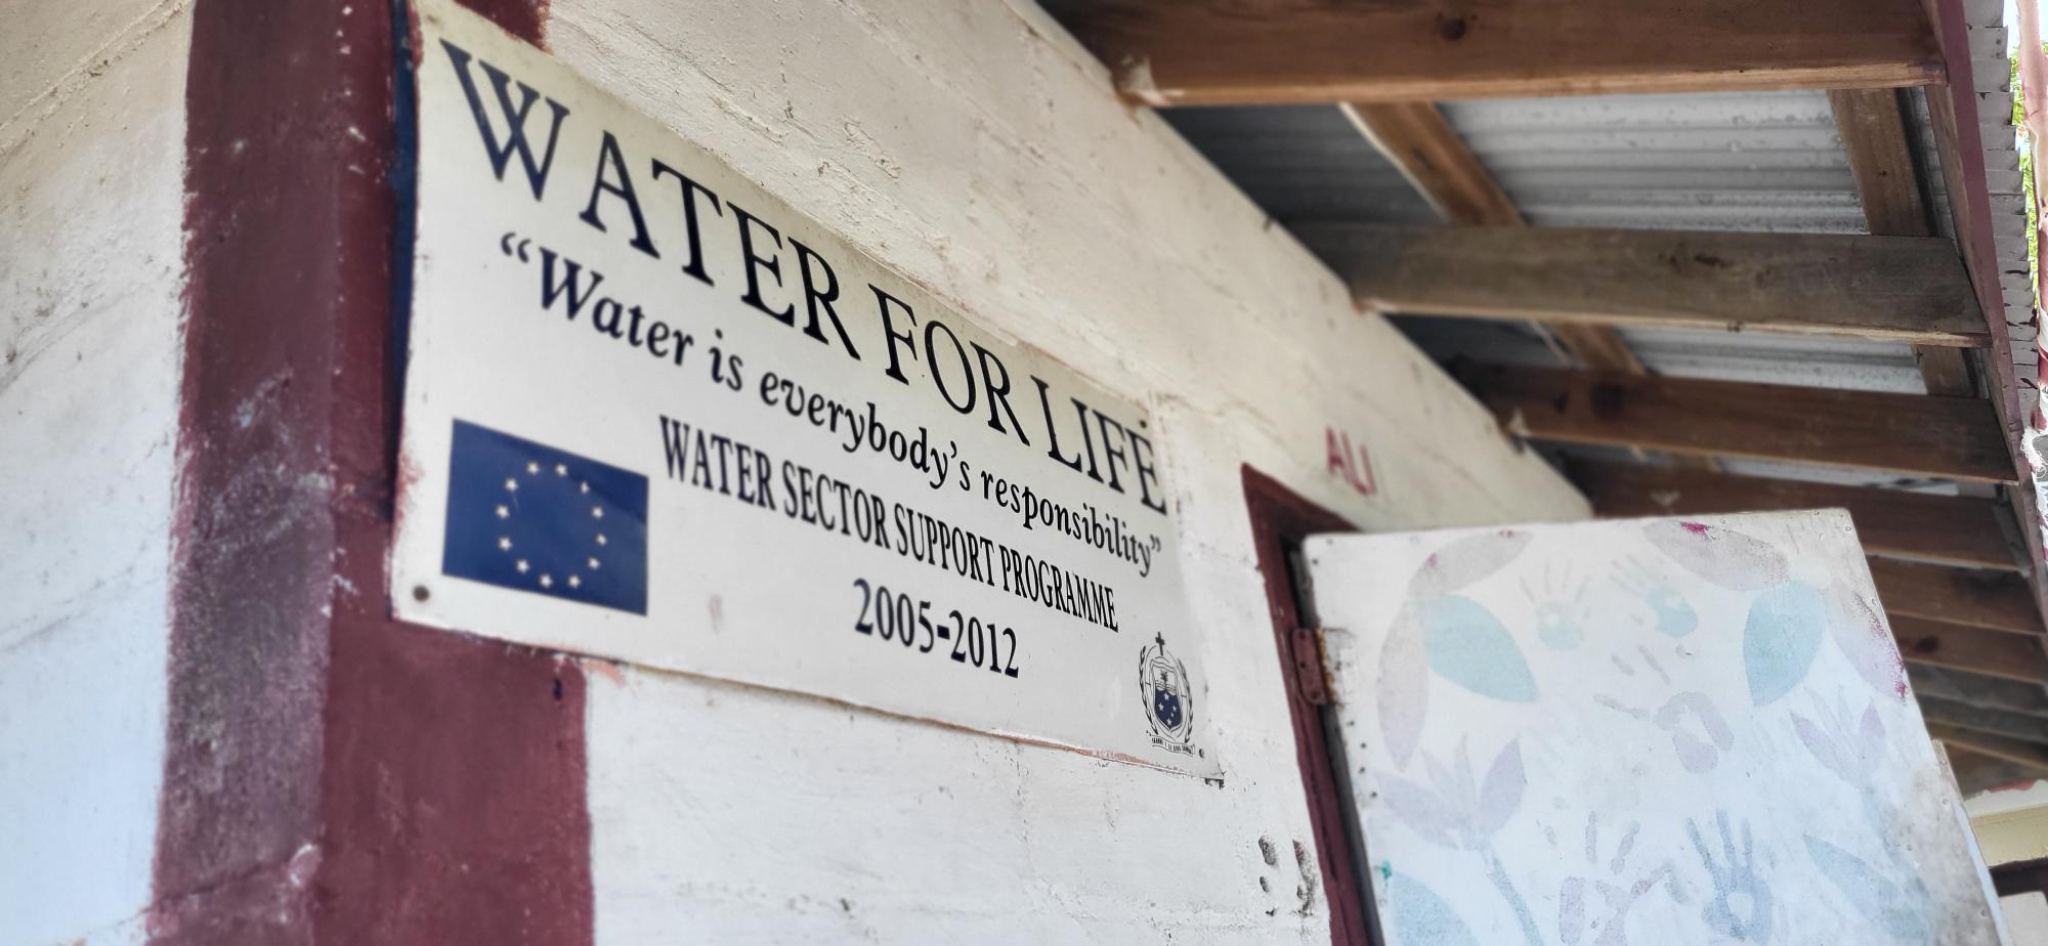 WATER FOR LIFE
“Water is everybody’s responsibility”
WATER SECTOR SUPPORT PROGRAMME
2005-2012
ALI